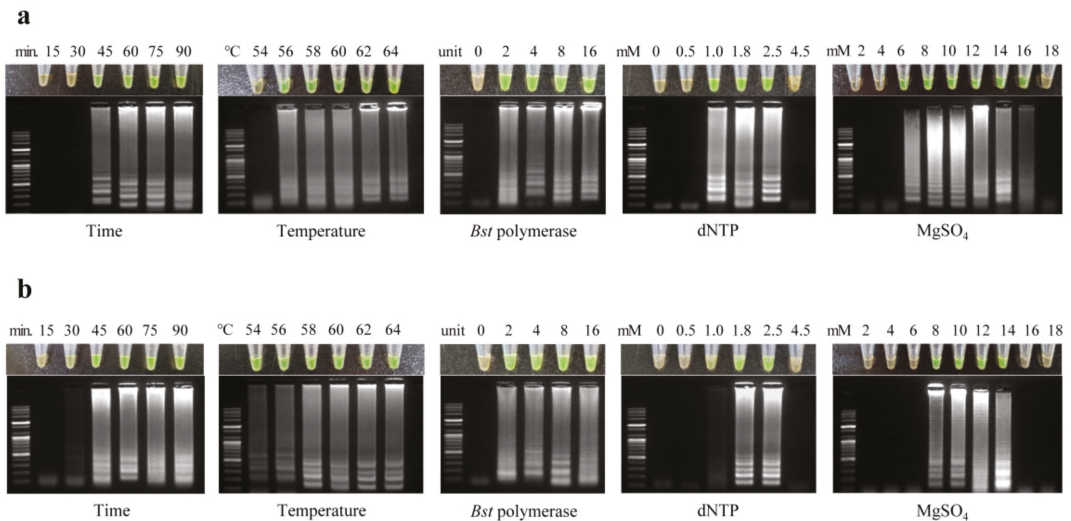 a
min. 15 30 45 60 75 90
°C 54 56 58 60 62 64
unit 0 2 4 8 16
mM 0 0.5 1.0 1.8 2.5 4.5
mM 2 4 6 8 10 12 14 16 18
Time
Temperature
Bst polymerase
dNTP
MgSO₄
b
min. 15 30 45 60 75 90
°C 54 56 58 60 62 64
unit 0 2 4 8 16
mM 0 0.5 1.0 1.8 2.5 4.5
mM 2 4 6 8 10 12 14 16 18
Time
Temperature
Bst polymerase
dNTP
MgSO₄